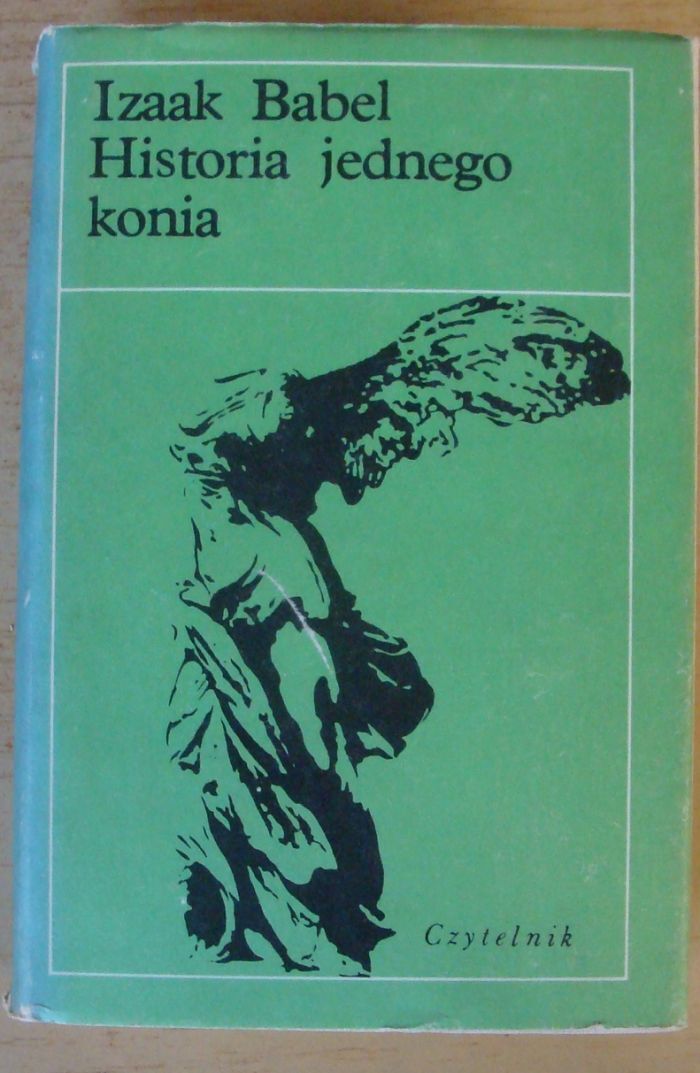 Izaak Babel
Historia jednego
konia
Czytelnik